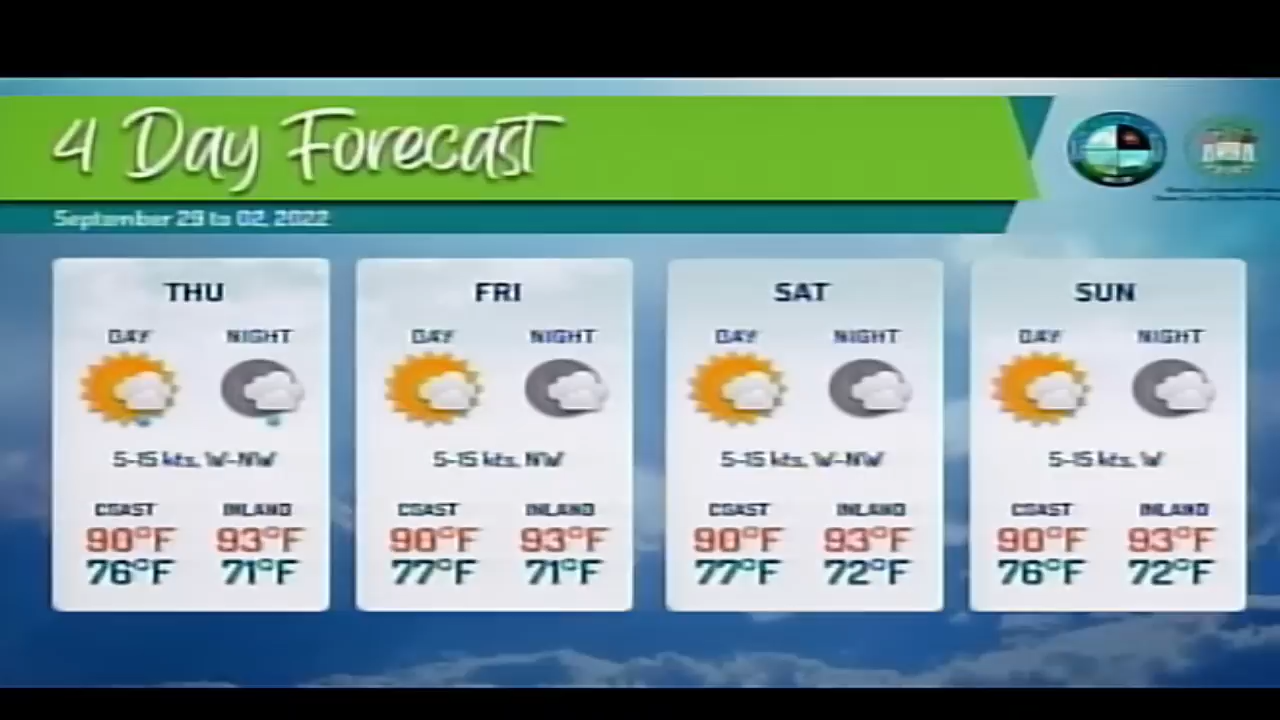 4 Day Forecast
September 29 to 02, 2022
THU
DAY NIGHT
5-15 kts, W-NW
COAST INLAND
90°F 93°F
76°F 71°F
FRI
DAY NIGHT
5-15 kts, NW
COAST INLAND
90°F 93°F
77°F 71°F
SAT
DAY NIGHT
5-15 kts, W-NW
COAST INLAND
90°F 93°F
77°F 72°F
SUN
DAY NIGHT
5-15 kts, W
COAST INLAND
90°F 93°F
76°F 72°F